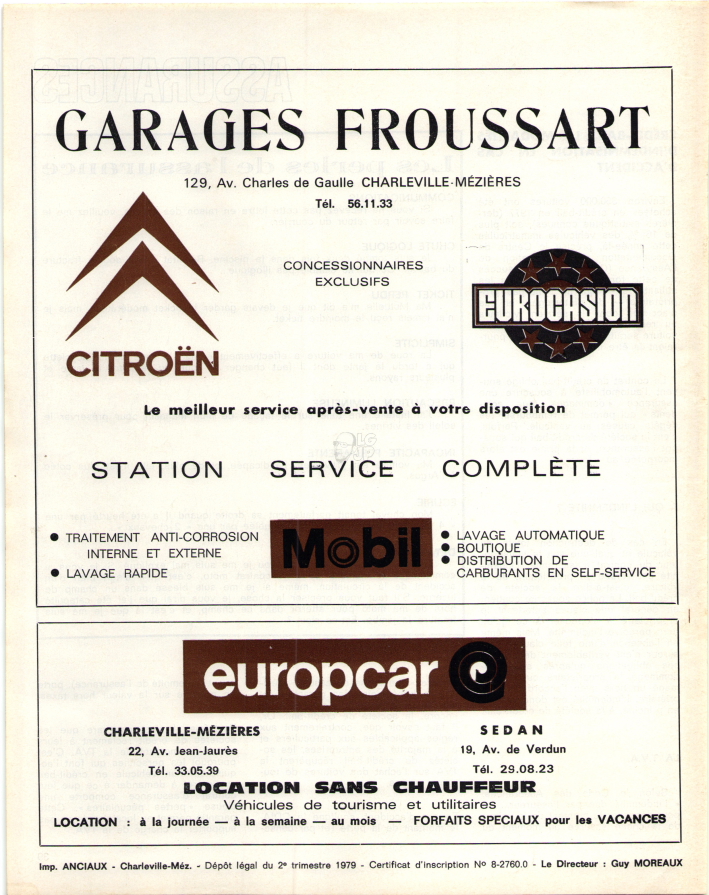 GARAGES FROUSSART
129, Av. Charles de Gaulle CHARLEVILLE-MÉZIÈRES
Tél. 56.11.33
CONCESSIONNAIRES
EXCLUSIFS
CITROËN
EUROCASION
Le meilleur service après-vente à votre disposition
STATION SERVICE COMPLÈTE
● TRAITEMENT ANTI-CORROSION
INTERNE ET EXTERNE
● LAVAGE RAPIDE
Mobil
● LAVAGE AUTOMATIQUE
● BOUTIQUE
● DISTRIBUTION DE
CARBURANTS EN SELF-SERVICE
europcar
CHARLEVILLE-MÉZIÈRES
22, Av. Jean-Jaurès
Tél. 33.05.39
SEDAN
19, Av. de Verdun
Tél. 29.08.23
LOCATION SANS CHAUFFEUR
Véhicules de tourisme et utilitaires
LOCATION : à la journée — à la semaine — au mois — FORFAITS SPECIAUX pour les VACANCES
Imp. ANCIAUX - Charleville-Méz. - Dépôt légal du 2e trimestre 1979 - Certificat d'inscription No 8-2760.0 - Le Directeur : Guy MOREAUX